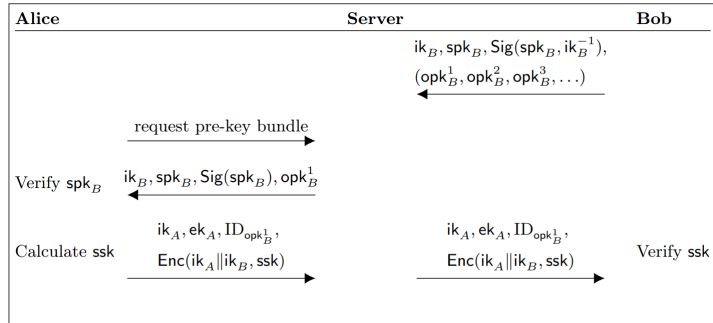 Alice Server Bob
ik_B, spk_B, Sig(spk_B, ik_B^{-1}),
(opk_B^1, opk_B^2, opk_B^3, ...)
request pre-key bundle
Verify spk_B ik_B, spk_B, Sig(spk_B), opk_B^1
ik_A, ek_A, ID_{opk_B^1}, ik_A, ek_A, ID_{opk_B^1},
Calculate ssk Verify ssk
Enc(ik_A‖ik_B, ssk) Enc(ik_A‖ik_B, ssk)